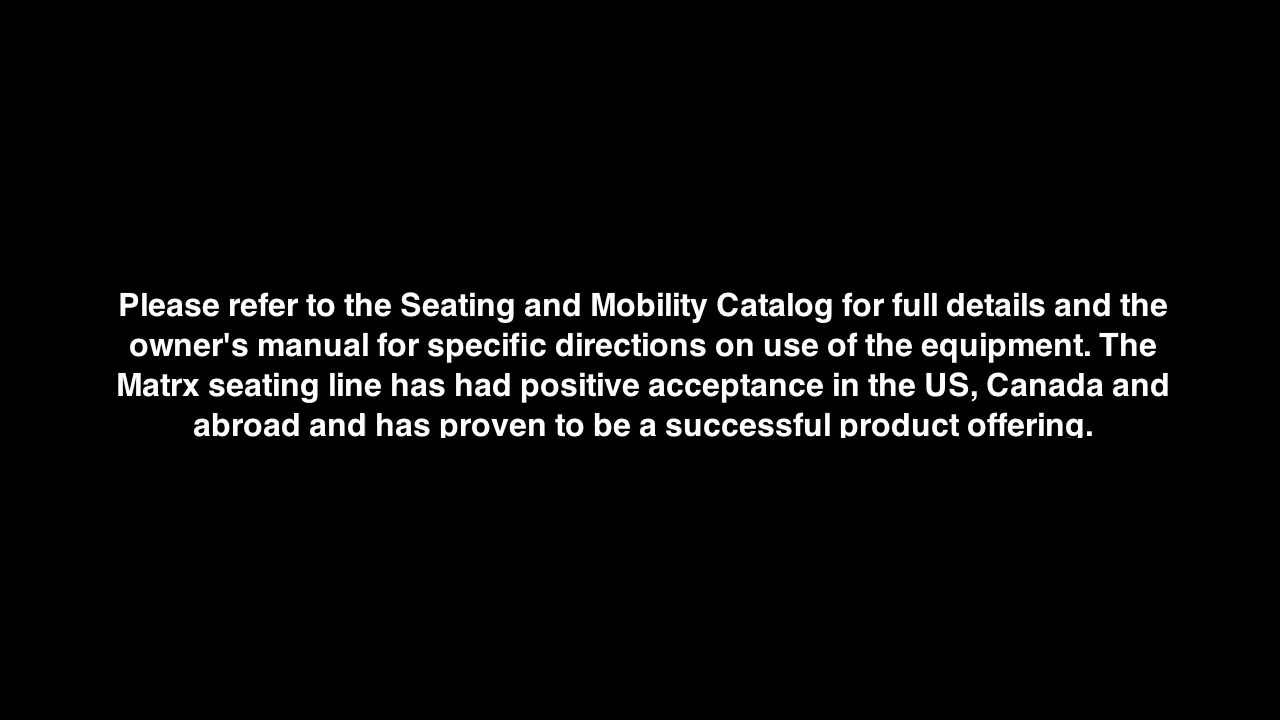 Please refer to the Seating and Mobility Catalog for full details and the
owner's manual for specific directions on use of the equipment. The
Matrx seating line has had positive acceptance in the US, Canada and
abroad and has proven to be a successful product offering.